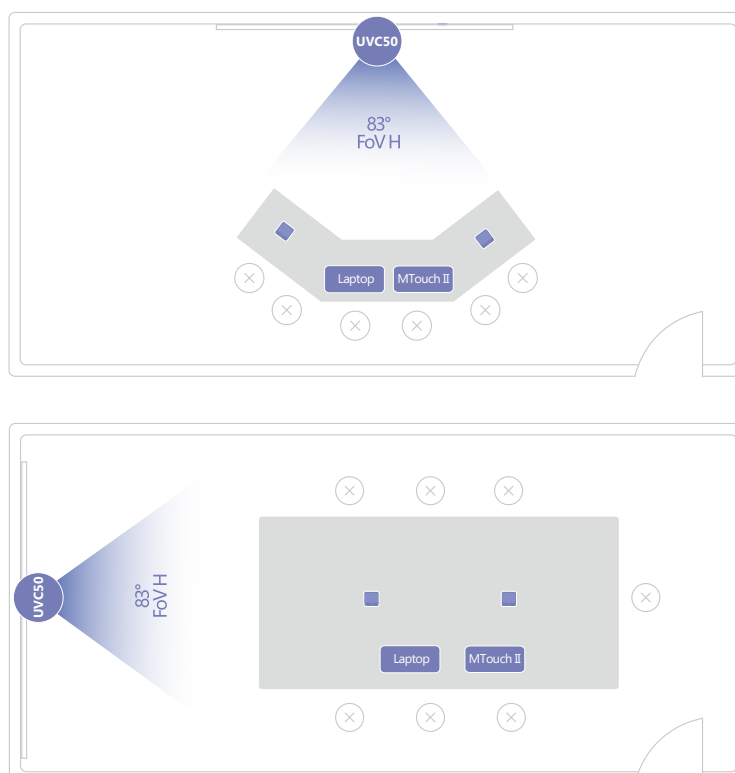 UVC50
83°
FoV H
Laptop
MTouch II
UVC50
83°
FoV H
Laptop
MTouch II